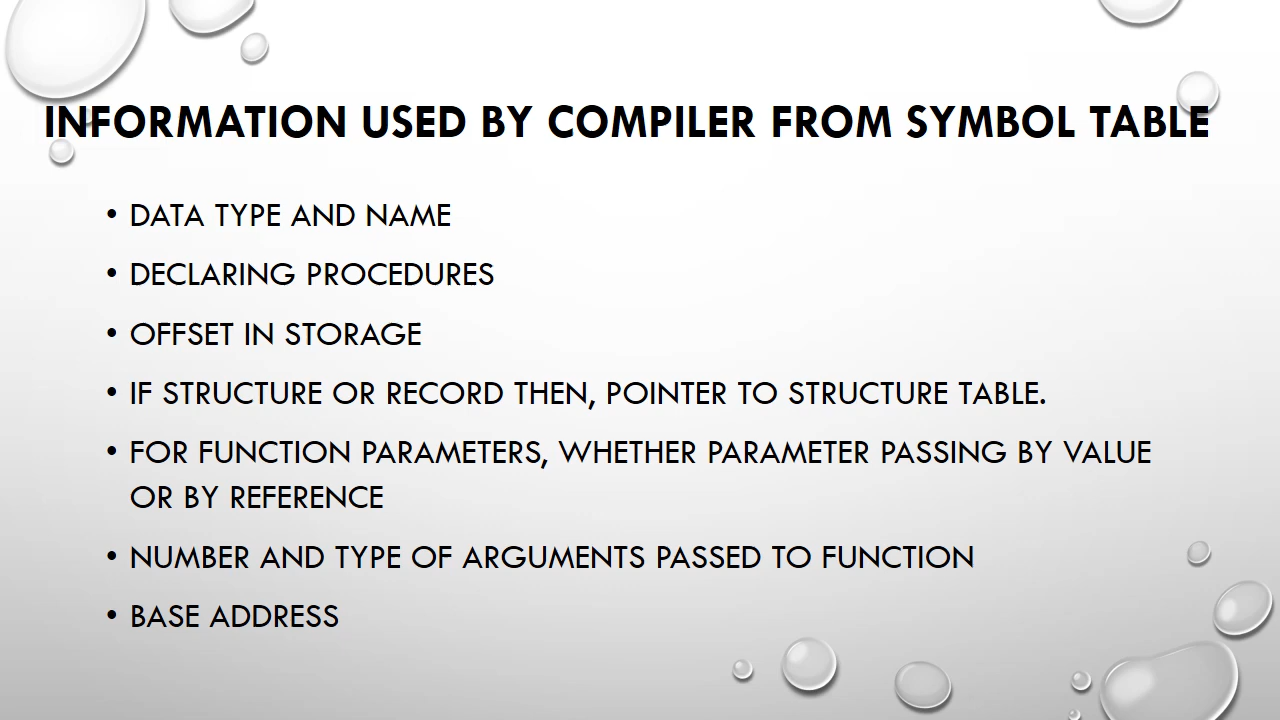 INFORMATION USED BY COMPILER FROM SYMBOL TABLE
• DATA TYPE AND NAME
• DECLARING PROCEDURES
• OFFSET IN STORAGE
• IF STRUCTURE OR RECORD THEN, POINTER TO STRUCTURE TABLE.
• FOR FUNCTION PARAMETERS, WHETHER PARAMETER PASSING BY VALUE
OR BY REFERENCE
• NUMBER AND TYPE OF ARGUMENTS PASSED TO FUNCTION
• BASE ADDRESS